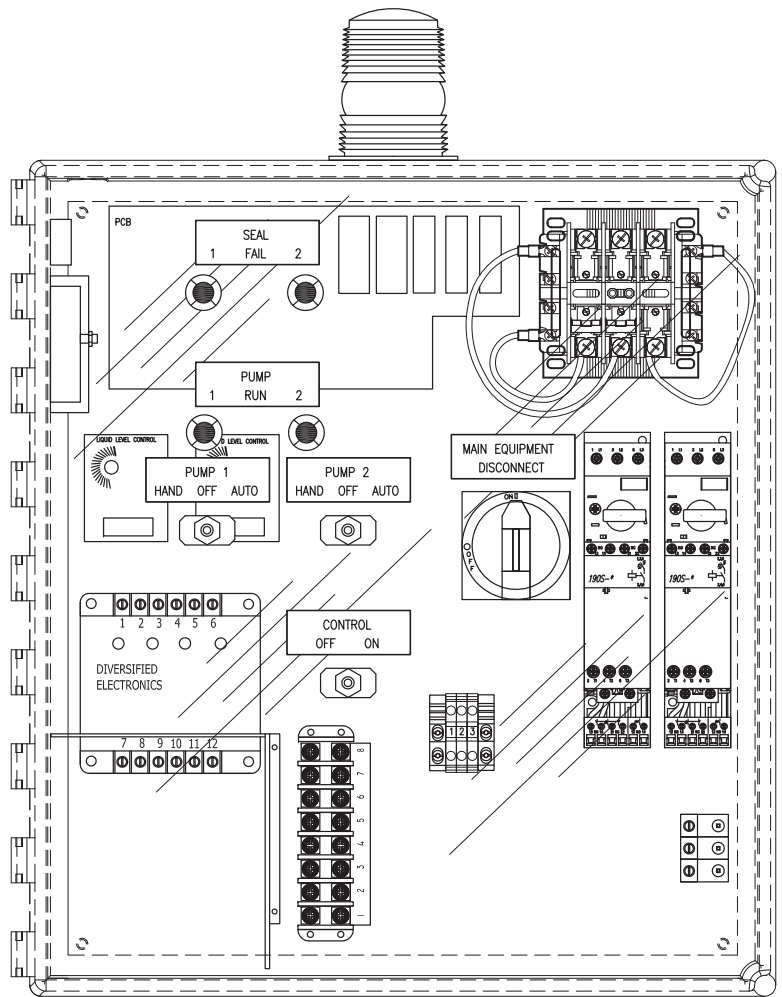 PCB
SEAL
1 FAIL 2
PUMP
1 RUN 2
LIQUID LEVEL CONTROL
D LEVEL CONTROL
PUMP 1
HAND OFF AUTO
PUMP 2
HAND OFF AUTO
MAIN EQUIPMENT
DISCONNECT
ON
OFF
190S-*
190S-*
1 2 3 4 5 6
DIVERSIFIED
ELECTRONICS
7 8 9 10 11 12
CONTROL
OFF ON
1 2 3
8
7
6
5
4
3
2
1